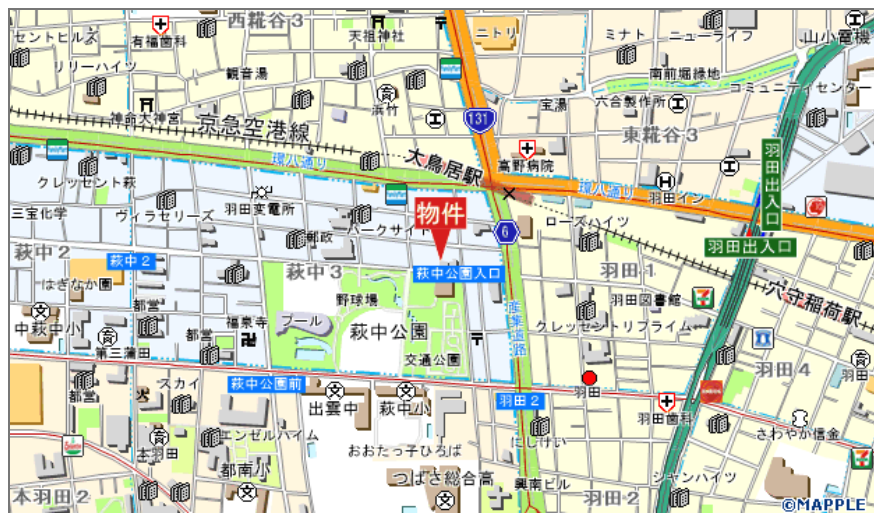 西糀谷3
天祖神社
ニトリ
ミナト
ニューライフ
山小電機
セントヒルズ
有福歯科
リリーハイツ
観音湯
南前堀緑地
コミュニティセンター
浜竹
宝湯
六合製作所
神命大神宮
京急空港線
131
東糀谷3
大鳥居駅
高野病院
環八通り
羽田出入口
クレッセント萩
環八通り
羽田イン
三宝化学
ヴィラセリーズ
羽田変電所
パークサイド
物件
ローズハイツ
郵政
6
羽田出入口
萩中2
萩中2
萩中3
萩中公園入口
羽田1
はぎなか園
野球場
羽田図書館
穴守稲荷駅
都営
産業道路
中萩中小
都営
福泉寺
プール
萩中公園
クレッセントリプライム
第三蒲田
交通公園
羽田4
羽田
都営
スカイ
萩中公園前
出雲中
萩中小
羽田2
羽田
羽田歯科
さわやか信金
エンゼルハイム
おおたっ子ひろば
にしけい
本羽田
都南小
つばさ総合高
シャンハイツ
本羽田2
興南ビル
羽田2
©MAPPLE